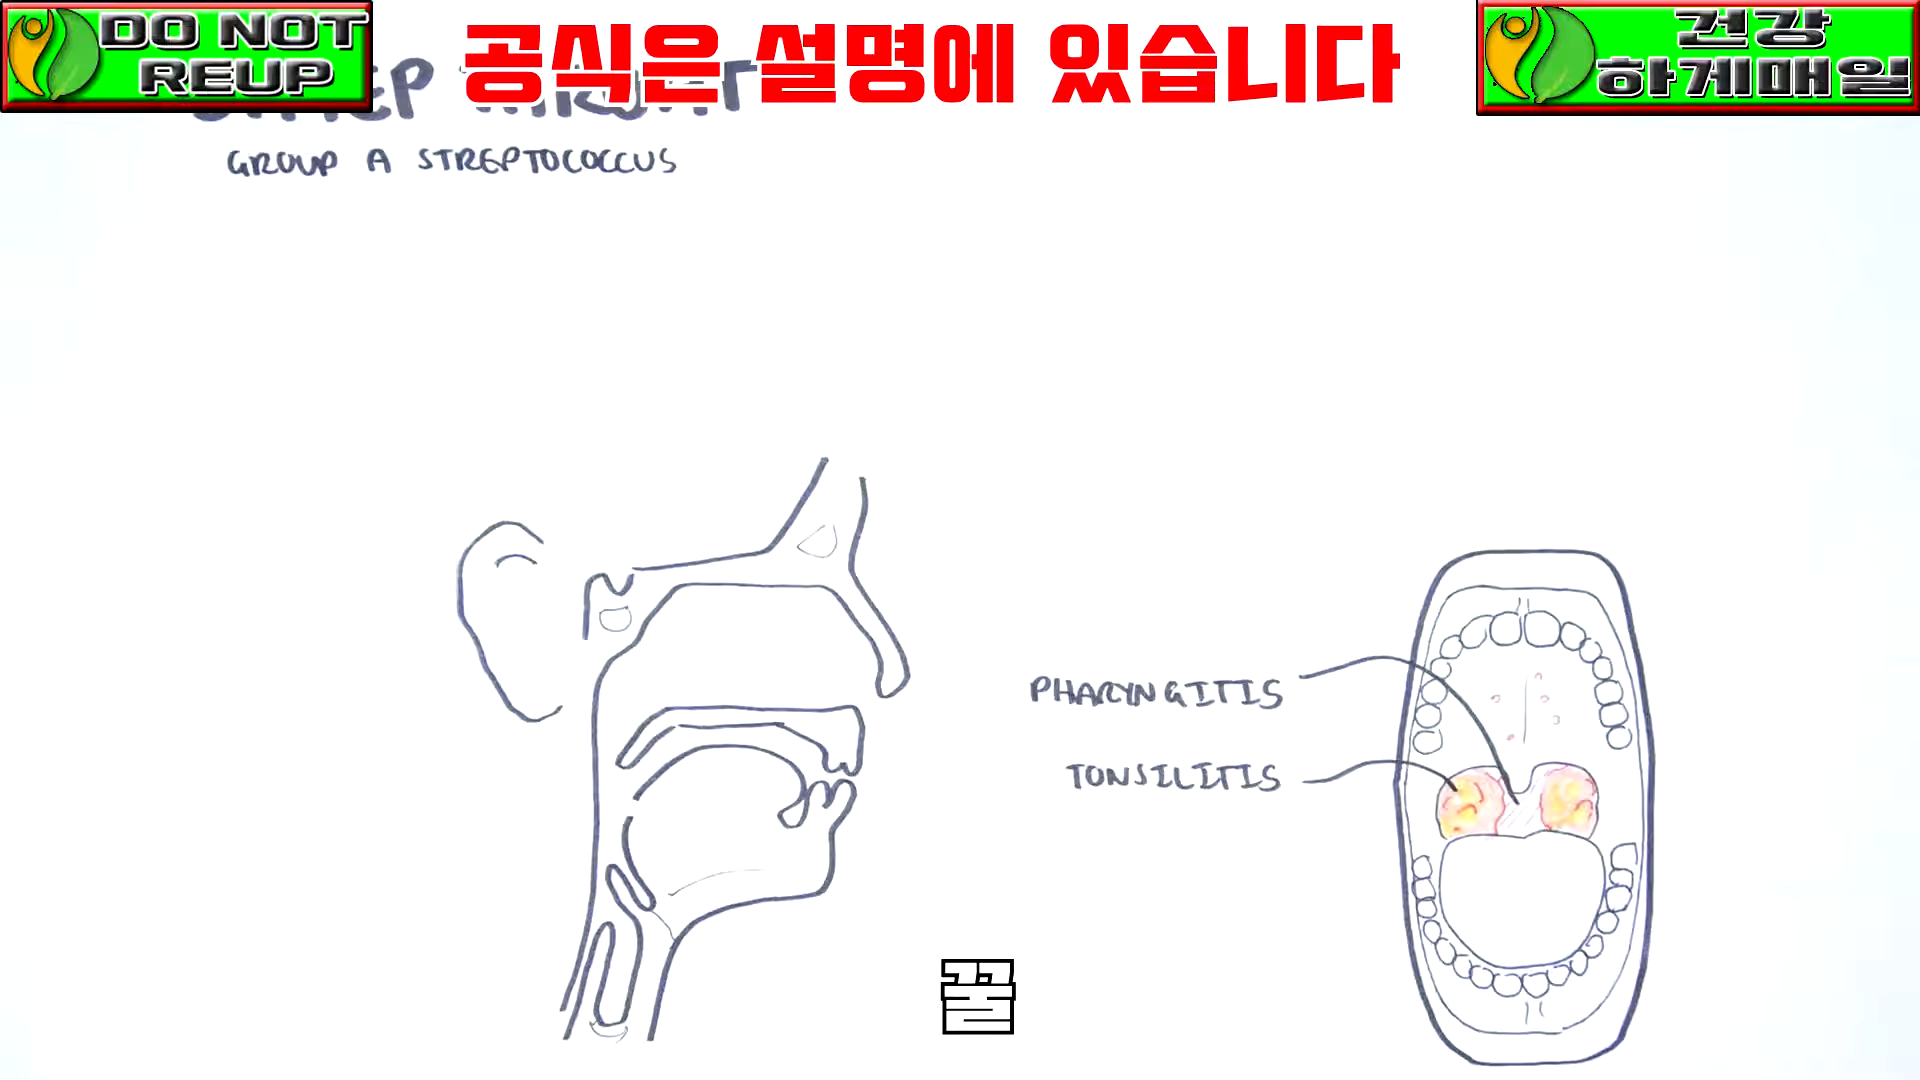 DO NOT
REUP
공식은 설명에 있습니다
건강
하게매일
GROUP A STREPTOCOCCUS
PHARYNGITIS
TONSILITIS
꿀